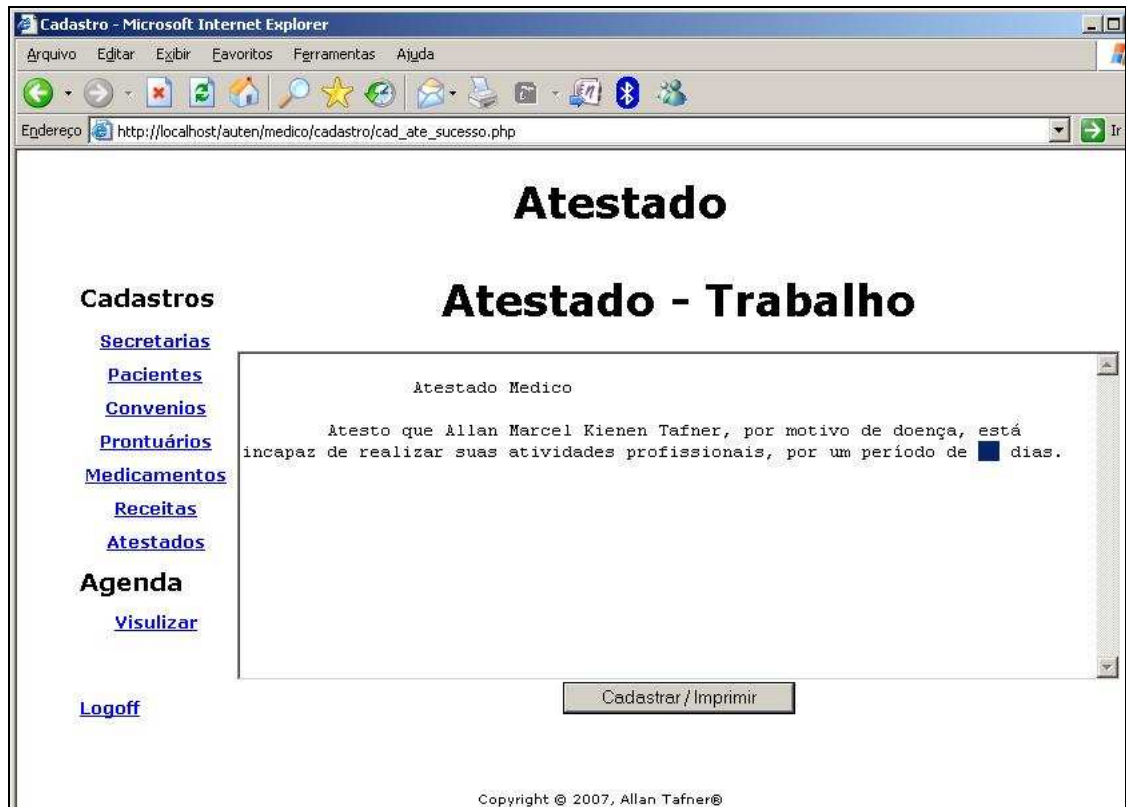 Cadastro - Microsoft Internet Explorer
Arquivo Editar Exibir Favoritos Ferramentas Ajuda
Endereço http://localhost/auten/medico/cadastro/cad_ate_sucesso.php Ir
Atestado
Cadastros
Secretarias
Pacientes
Convenios
Prontuários
Medicamentos
Receitas
Atestados
Agenda
Visulizar
Logoff
Atestado - Trabalho
Atestado Medico
Atesto que Allan Marcel Kienen Tafner, por motivo de doença, está
incapaz de realizar suas atividades profissionais, por um período de dias.
Cadastrar / Imprimir
Copyright @ 2007, Allan Tafner®